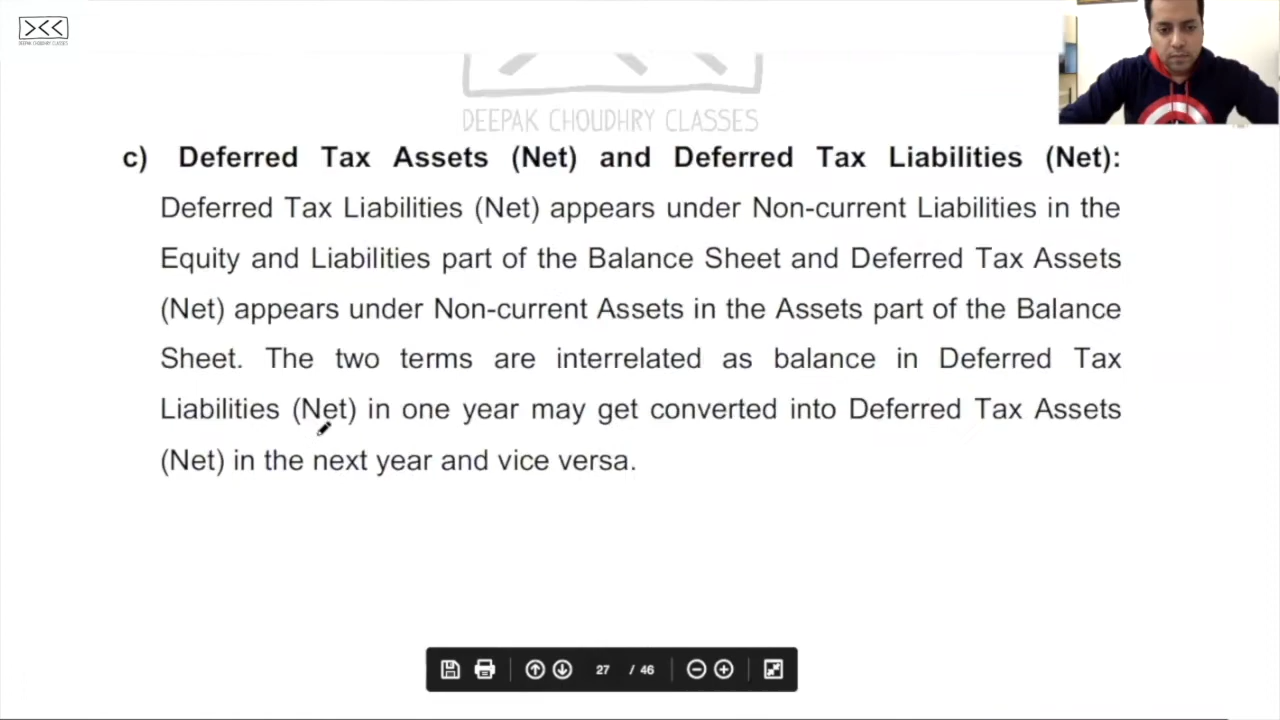 DEEPAK CHOUDHRY CLASSES
DEEPAK CHOUDHRY CLASSES
c) Deferred Tax Assets (Net) and Deferred Tax Liabilities (Net):
Deferred Tax Liabilities (Net) appears under Non-current Liabilities in the
Equity and Liabilities part of the Balance Sheet and Deferred Tax Assets
(Net) appears under Non-current Assets in the Assets part of the Balance
Sheet. The two terms are interrelated as balance in Deferred Tax
Liabilities (Net) in one year may get converted into Deferred Tax Assets
(Net) in the next year and vice versa.
27 / 46